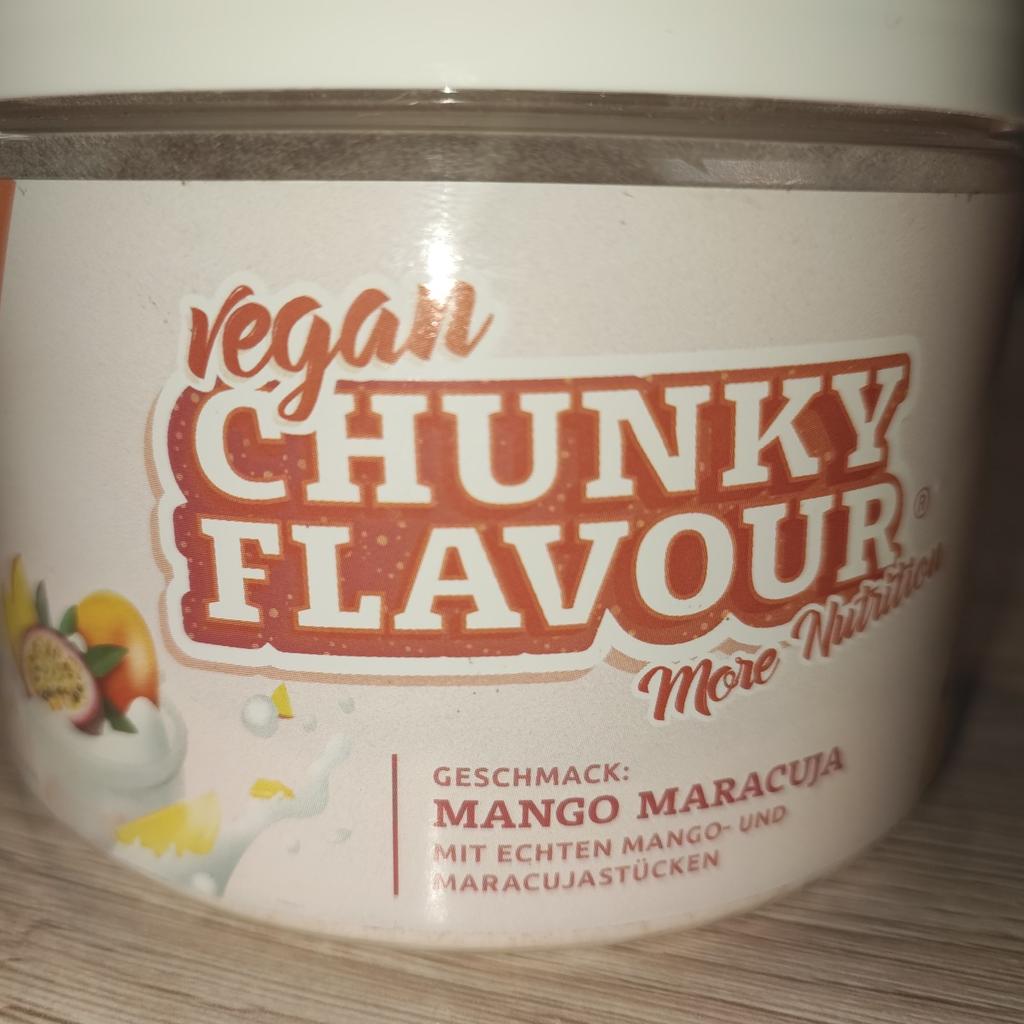 vegan
CHUNKY
FLAVOUR®
More Nutrition
GESCHMACK:
MANGO MARACUJA
MIT ECHTEN MANGO- UND
MARACUJASTÜCKEN